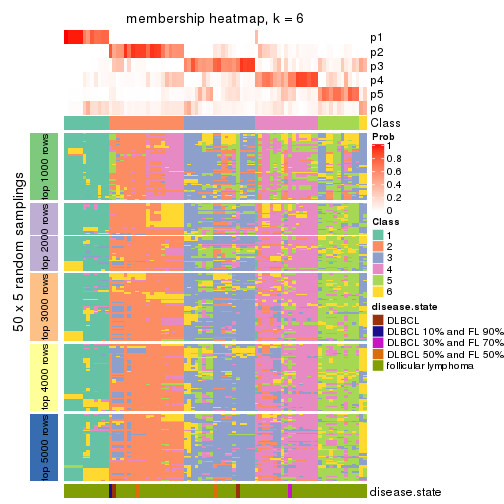 membership heatmap, k = 6
p1
p2
p3
p4
p5
p6
Class
Prob
1
0.8
0.6
0.4
0.2
0
Class
1
2
3
4
5
6
disease.state
DLBCL
DLBCL 10% and FL 90%
DLBCL 30% and FL 70%
DLBCL 50% and FL 50%
follicular lymphoma
50 x 5 random samplings
top 1000 rows
top 2000 rows
top 3000 rows
top 4000 rows
top 5000 rows
disease.state